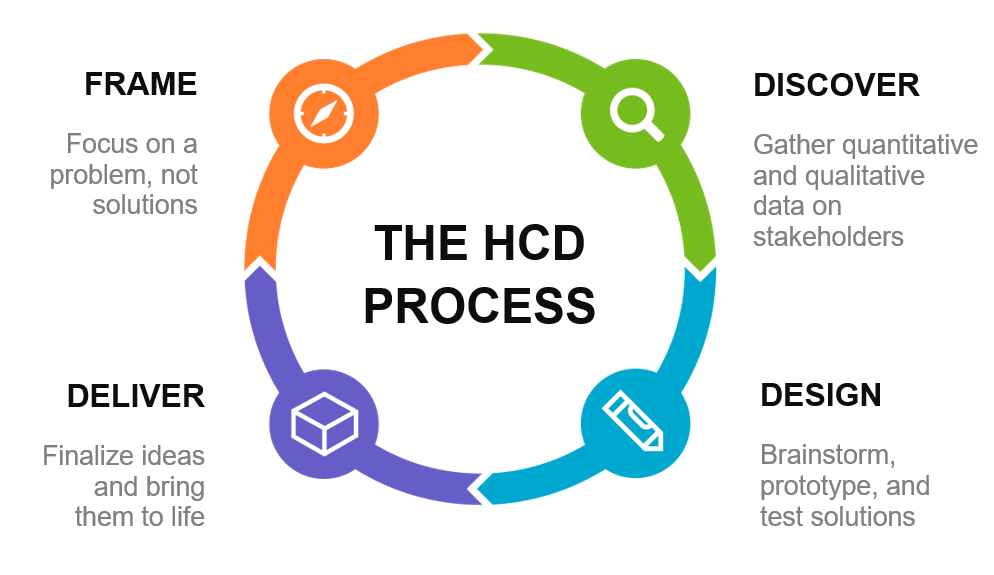 FRAME
Focus on a
problem, not
solutions
DISCOVER
Gather quantitative
and qualitative
data on
stakeholders
THE HCD
PROCESS
DELIVER
Finalize ideas
and bring
them to life
DESIGN
Brainstorm,
prototype, and
test solutions